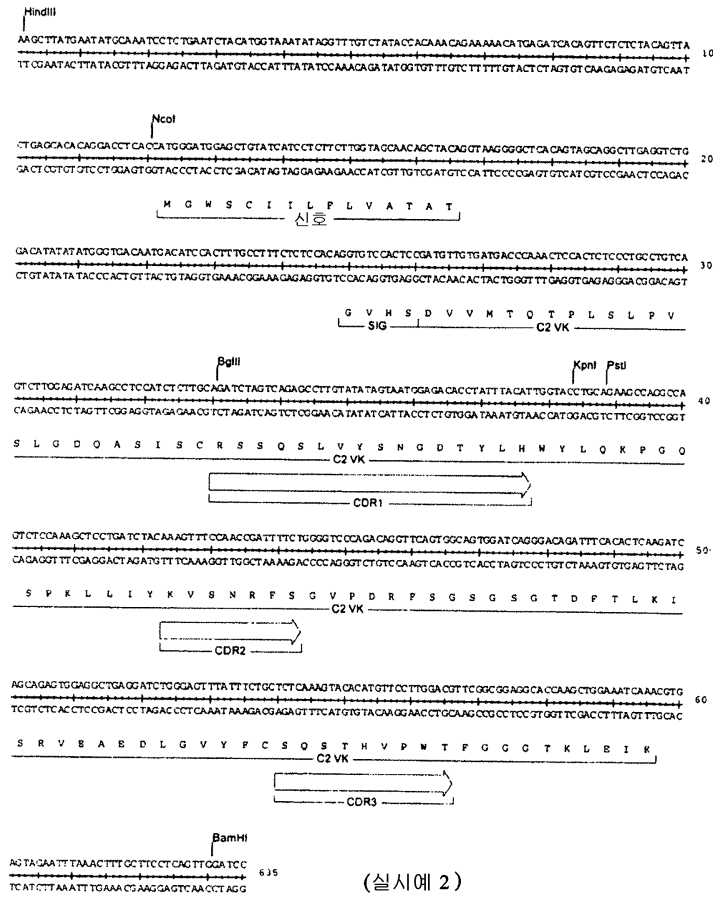 HindIII
AAGCTTATGAATATGCAAATCCTCTGAATCTACATGGTAAATATAGGTTTGTCTATACCACAAACAGAAAAACATGAGATCACAGTTCTCTCTACAGTTA
10
TTCGAATACTTATACGTTTAGGAGACTTAGATGTACCATTTATATCCAAACAGATATGGTGTTTGTCTTTTTGTACTCTAGTGTCAAGAGAGATGTCAAT
NcoI
CTGAGCACACAGGACCTCACCATGGGATGGAGCTGTATCATCCTCTTCTTGGTAGCAACAGCTACAGGTAAGGGGCTCACAGTAGCAGGCTTGAGGTCTG
20
GACTCGTGTGTCCTGGAGTGGTACCCTACCTCGACATAGTAGGAGAAGAACCATCGTTGTCGATGTCCATTCCCCGAGTGTCATCGTCCGAACTCCAGAC
M G W S C I I L F L V A T A T
신호
GACATATATATGGGTGACAATGACATCCACTTTGCCTTTCTCTCCACAGGTGTCCACTCCGATGTTGTGATGACCCAAACTCCACTCTCCCTGCCTGTCA
30
CTGTATATATACCCACTGTTACTGTAGGTGAAACGGAAAGAGAGGTGTCCACAGGTGAGGCTACAACACTACTGGGTTTGAGGTGAGAGGGACGGACAGT
G V H S D V V M T Q T P L S L P V
SIG C2 VK
BglII KpnI PstI
GTCTTGGAGATCAAGCCTCCATCTCTTGCAGATCTAGTCAGAGCCTTGTATATAGTAATGGAGACACCTATTTACATTGGTACCTGCAGAAGCCAGGCCA
40
CAGAACCTCTAGTTCGGAGGTAGAGAACGTCTAGATCAGTCTCGGAACATATATCATTACCTCTGTGGATAAATGTAACCATGGACGTCTTCGGTCCGGT
S L G D Q A S I S C R S S Q S L V Y S N G D T Y L H W Y L Q K P G Q
C2 VK
CDR1
GTCTCCAAAGCTCCTGATCTACAAAGTTTCCAACCGATTTTCTGGGGTCCCAGACAGGTTCAGTGGCAGTGGATCAGGGACAGATTTCACACTCAAGATC
50
CAGAGGTTTCGAGGACTAGATGTTTCAAAGGTTGGCTAAAAGACCCCAGGGTCTGTCCAAGTCACCGTCACCTAGTCCCTGTCTAAAGTGTGAGTTCTAG
S P K L L I Y K V S N R F S G V P D R F S G S G S G T D F T L K I
C2 VK
CDR2
AGCAGAGTGGAGGCTGAGGATCTGGGAGTTTATTTCTGCTCTCAAAGTACACATGTTCCTTGGACGTTCGGCGGAGGCACCAAGCTGGAAATCAAACGTG
60
TCGTCTCACCTCCGACTCCTAGACCCTCAAATAAAGACGAGAGTTTCATGTGTACAAGGAACCTGCAAGCCGCCTCCGTGGTTCGACCTTTAGTTTGCAC
S R V E A E D L G V Y F C S Q S T H V P W T F G G G T K L E I K
C2 VK
CDR3
BamHI
AGTAGAATTTAAACTTTGCTTCCTCAGTTGGATCC
635
TCATCTTAAATTTGAAACGAAGGAGTCAACCTAGG
(실시예 2)